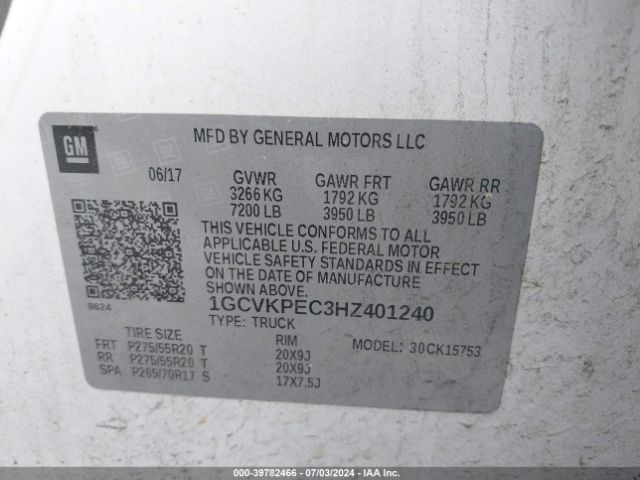 GM
MFD BY GENERAL MOTORS LLC
06/17 GVWR GAWR FRT GAWR RR
3266 KG 1792 KG 1792 KG
7200 LB 3950 LB 3950 LB
THIS VEHICLE CONFORMS TO ALL
APPLICABLE U.S. FEDERAL MOTOR
VEHICLE SAFETY STANDARDS IN EFFECT
ON THE DATE OF MANUFACTURE
SHOWN ABOVE.
8624
1GCVKPEC3HZ401240
TYPE: TRUCK
TIRE SIZE RIM MODEL: 30CK15753
FRT P275/55R20 T 20X9J
RR P275/55R20 T 20X9J
SPA P265/70R17 S 17X7.5J
000-39782466 - 07/03/2024 - IAA Inc.